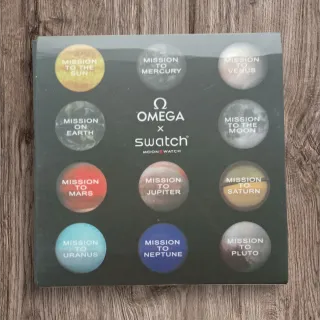 MISSION
TO THE
SUN
MISSION
TO
MERCURY
MISSION
TO
VENUS
MISSION
ON
EARTH
Ω
OMEGA
×
swatch
MOONSWATCH
MISSION
TO THE
MOON
MISSION
TO
MARS
MISSION
TO
JUPITER
MISSION
TO
SATURN
MISSION
TO
URANUS
MISSION
TO
NEPTUNE
MISSION
TO
PLUTO